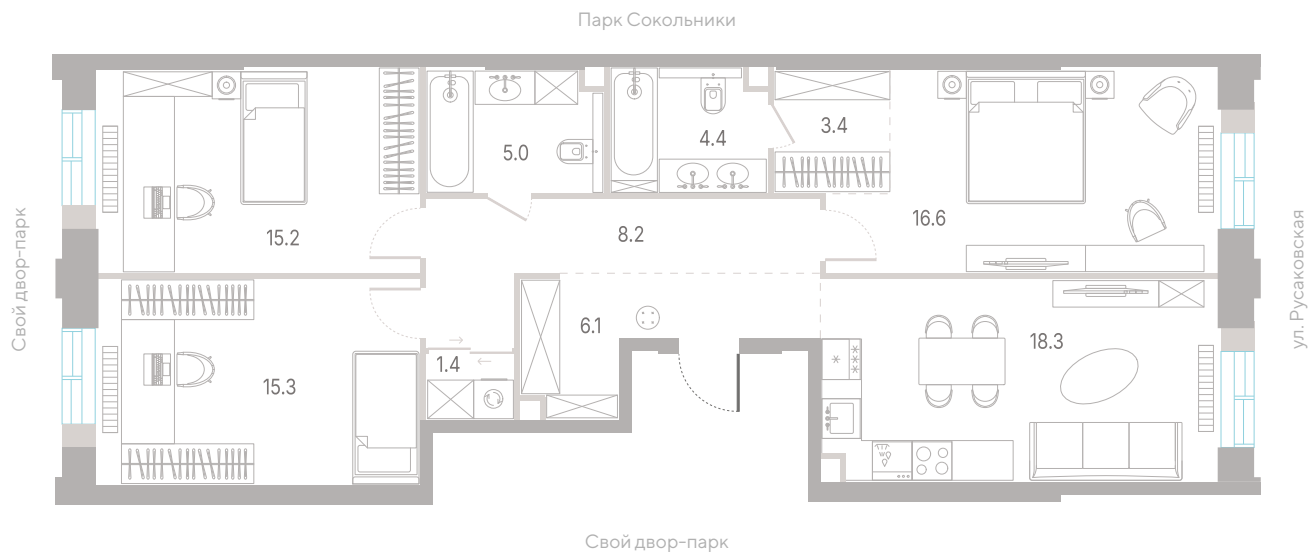 Парк Сокольники
5.0
4.4
3.4
15.2
8.2
16.6
Свой двор-парк
ул. Русаковская
6.1
18.3
1.4
15.3
W
Свой двор-парк